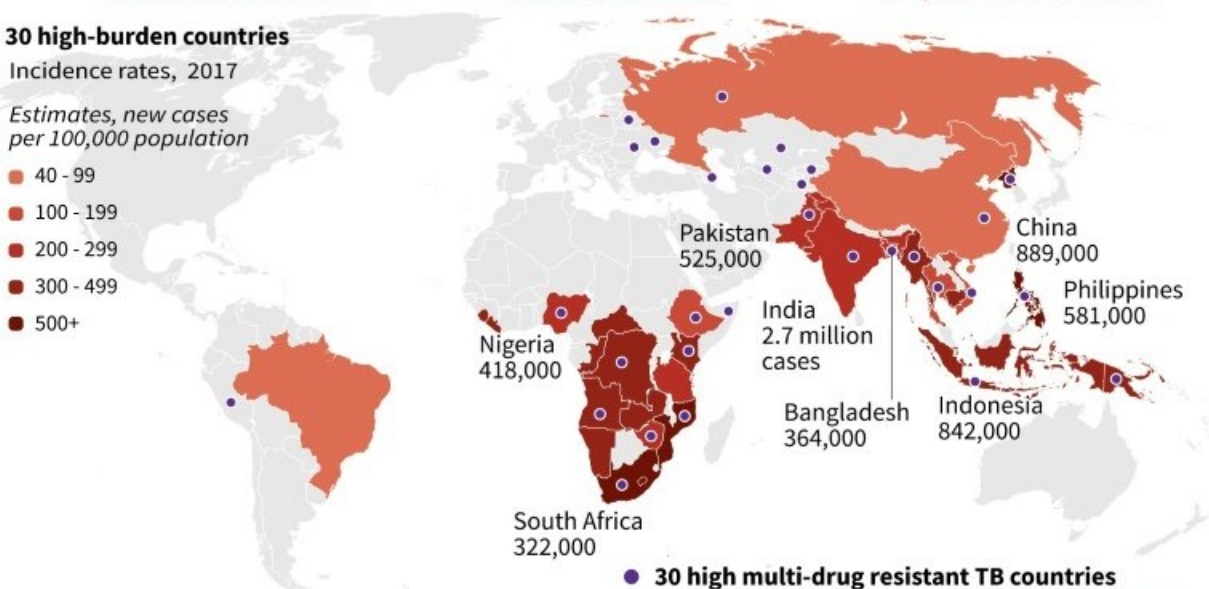 30 high-burden countries
Incidence rates, 2017
Estimates, new cases
per 100,000 population
40 - 99
100 - 199
200 - 299
300 - 499
500+
Pakistan
525,000
China
889,000
Philippines
581,000
India
2.7 million
cases
Nigeria
418,000
Bangladesh
364,000
Indonesia
842,000
South Africa
322,000
30 high multi-drug resistant TB countries